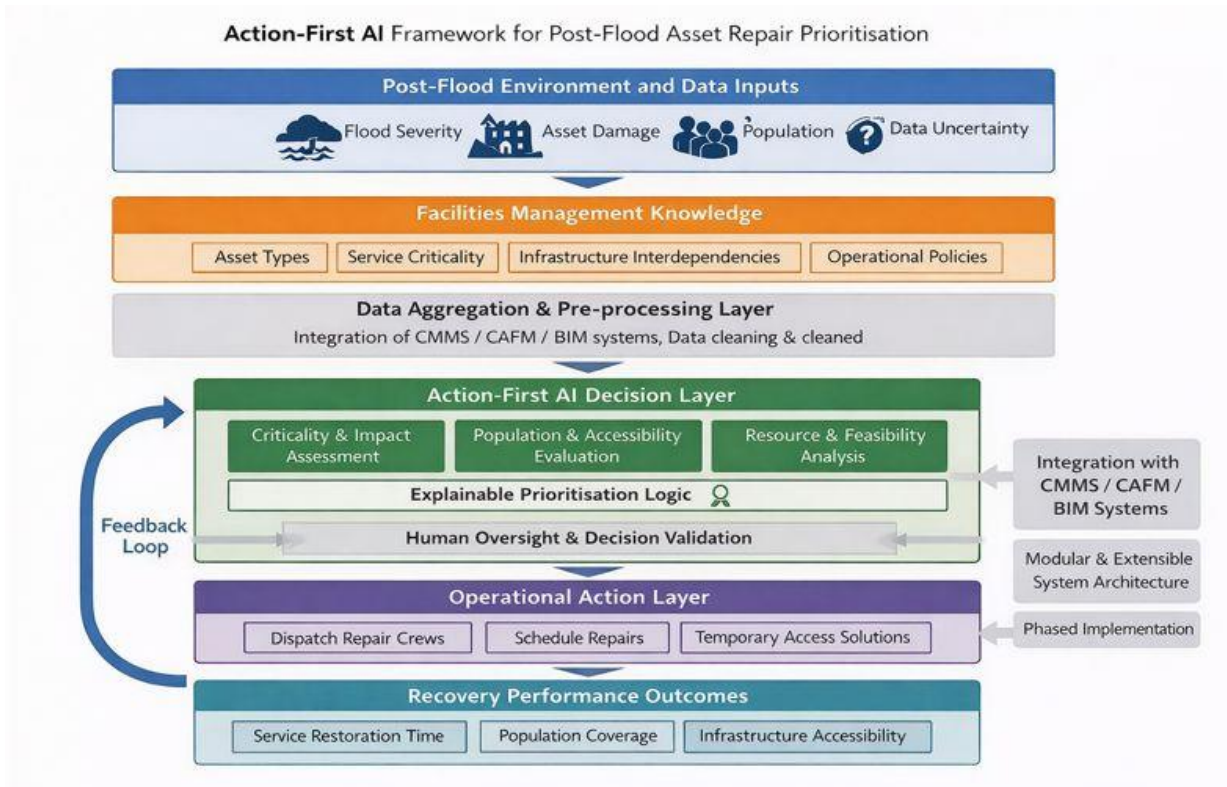 Action-First AI Framework for Post-Flood Asset Repair Prioritisation
Post-Flood Environment and Data Inputs
Flood Severity
Asset Damage
Population
Data Uncertainty
?
Facilities Management Knowledge
Asset Types
Service Criticality
Infrastructure Interdependencies
Operational Policies
Data Aggregation & Pre-processing Layer
Integration of CMMS / CAFM / BIM systems, Data cleaning & cleaned
Action-First AI Decision Layer
Criticality & Impact
Assessment
Population & Accessibility
Evaluation
Resource & Feasibility
Analysis
Explainable Prioritisation Logic
Human Oversight & Decision Validation
Feedback
Loop
Integration with
CMMS / CAFM /
BIM Systems
Modular & Extensible
System Architecture
Phased Implementation
Operational Action Layer
Dispatch Repair Crews
Schedule Repairs
Temporary Access Solutions
Recovery Performance Outcomes
Service Restoration Time
Population Coverage
Infrastructure Accessibility